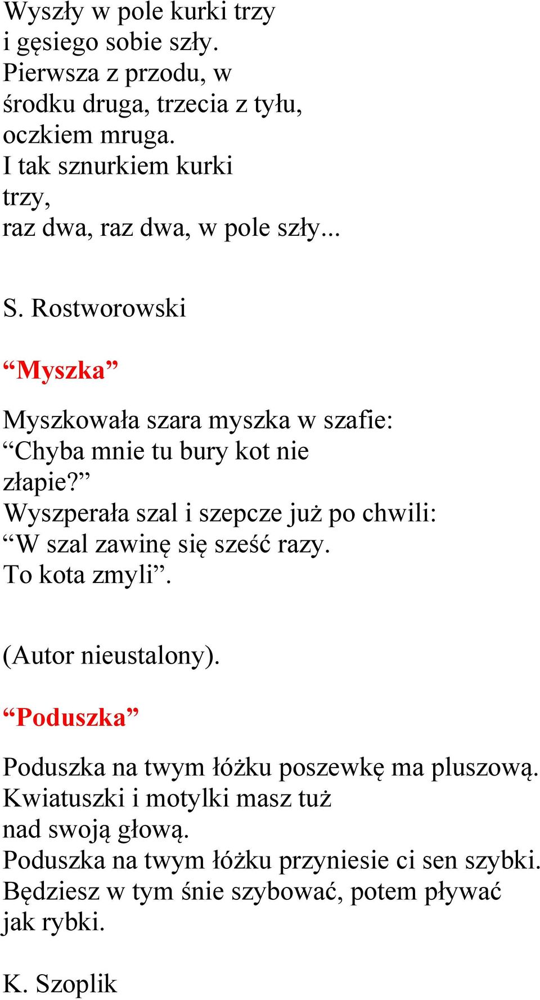 Wyszły w pole kurki trzy
i gęsiego sobie szły.
Pierwsza z przodu, w
środku druga, trzecia z tyłu,
oczkiem mruga.
I tak sznurkiem kurki
trzy,
raz dwa, raz dwa, w pole szły...
S. Rostworowski
“Myszka”
Myszkowała szara myszka w szafie:
“Chyba mnie tu bury kot nie
złapie?”
Wyszperała szal i szepcze już po chwili:
“W szal zawinę się sześć razy.
To kota zmyli”.
(Autor nieustalony).
“Poduszka”
Poduszka na twym łóżku poszewkę ma pluszową.
Kwiatuszki i motylki masz tuż
nad swoją głową.
Poduszka na twym łóżku przyniesie ci sen szybki.
Będziesz w tym śnie szybować, potem pływać
jak rybki.
K. Szoplik